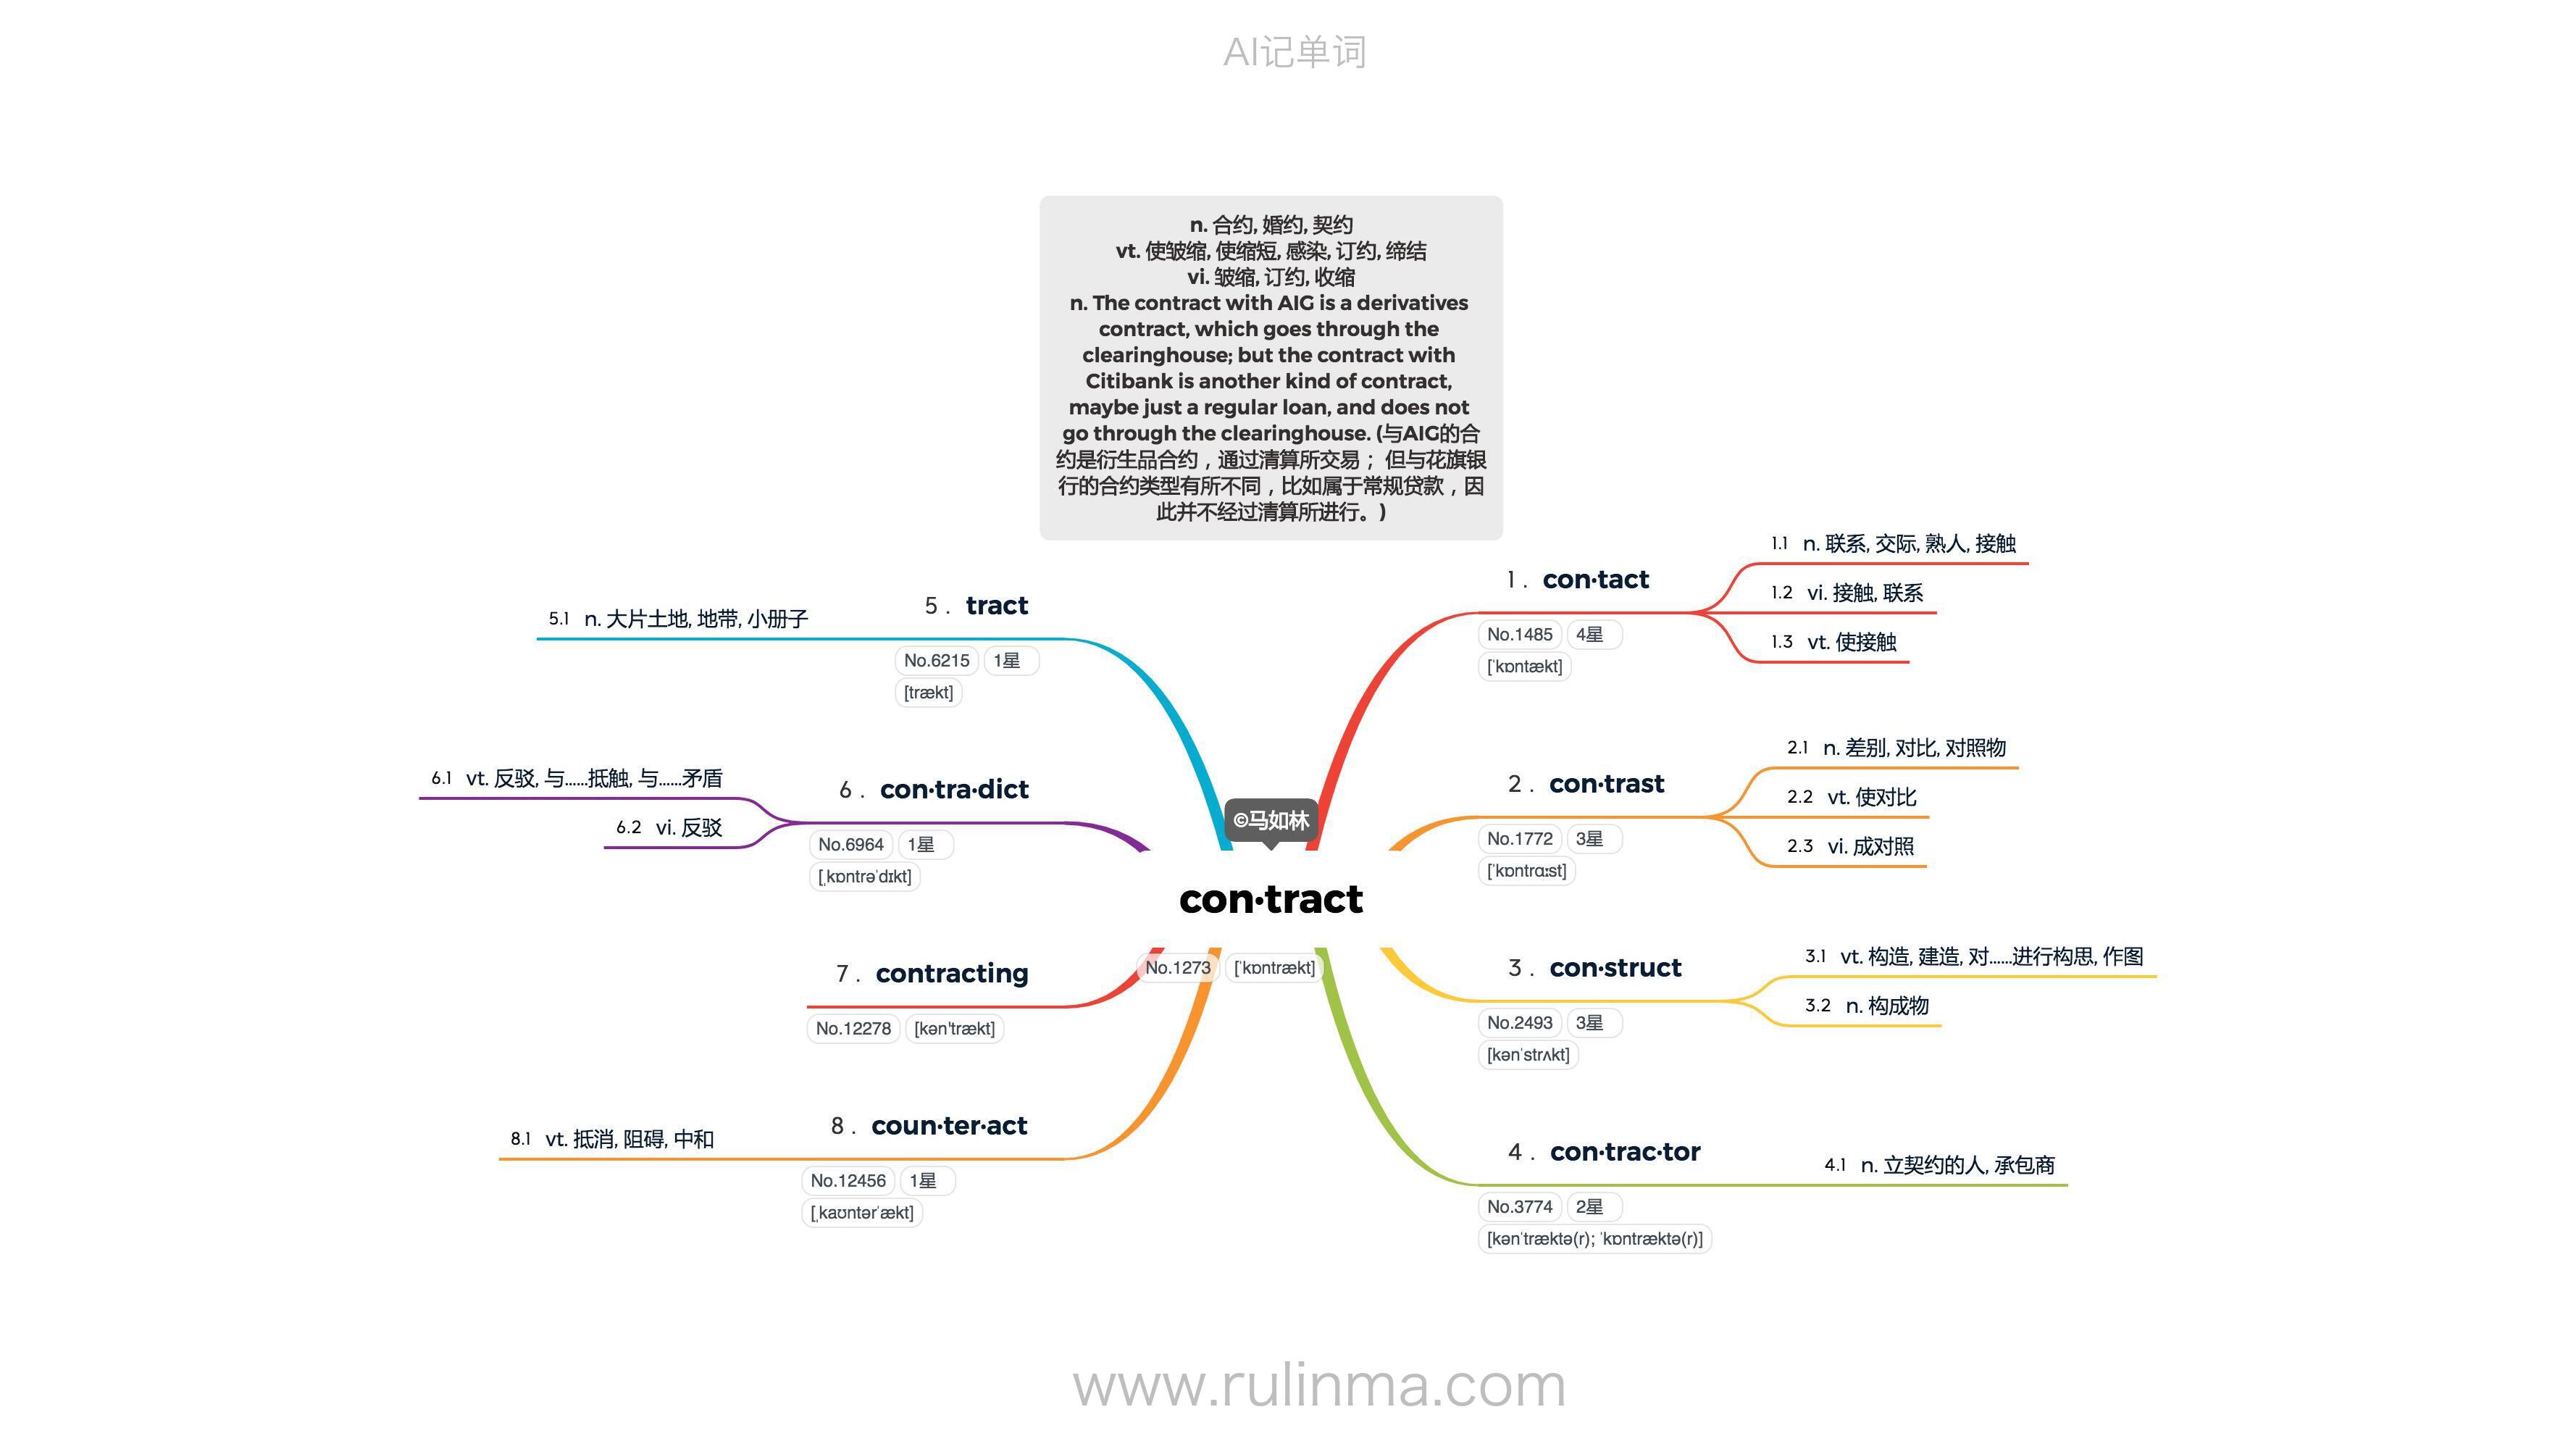 AI记单词
n. 合约, 婚约, 契约
vt. 使皱缩, 使缩短, 感染, 订约, 缔结
vi. 皱缩, 订约, 收缩
n. The contract with AIG is a derivatives
contract, which goes through the
clearinghouse; but the contract with
Citibank is another kind of contract,
maybe just a regular loan, and does not
go through the clearinghouse. (与AIG的合
约是衍生品合约，通过清算所交易； 但与花旗银
行的合约类型有所不同，比如属于常规贷款，因
此并不经过清算所进行。)
©马如林
con·tract
No.1273 [ˈkɒntrækt]
1 . con·tact
No.1485 4星
[ˈkɒntækt]
1.1 n. 联系, 交际, 熟人, 接触
1.2 vi. 接触, 联系
1.3 vt. 使接触
2 . con·trast
No.1772 3星
[ˈkɒntrɑːst]
2.1 n. 差别, 对比, 对照物
2.2 vt. 使对比
2.3 vi. 成对照
3 . con·struct
No.2493 3星
[kənˈstrʌkt]
3.1 vt. 构造, 建造, 对……进行构思, 作图
3.2 n. 构成物
4 . con·trac·tor
No.3774 2星
[kənˈtræktə(r); ˈkɒntræktə(r)]
4.1 n. 立契约的人, 承包商
5 . tract
No.6215 1星
[trækt]
5.1 n. 大片土地, 地带, 小册子
6 . con·tra·dict
No.6964 1星
[ˌkɒntrəˈdɪkt]
6.1 vt. 反驳, 与……抵触, 与……矛盾
6.2 vi. 反驳
7 . contracting
No.12278 [kən'trækt]
8 . coun·ter·act
No.12456 1星
[ˌkaʊntərˈækt]
8.1 vt. 抵消, 阻碍, 中和
www.rulinma.com